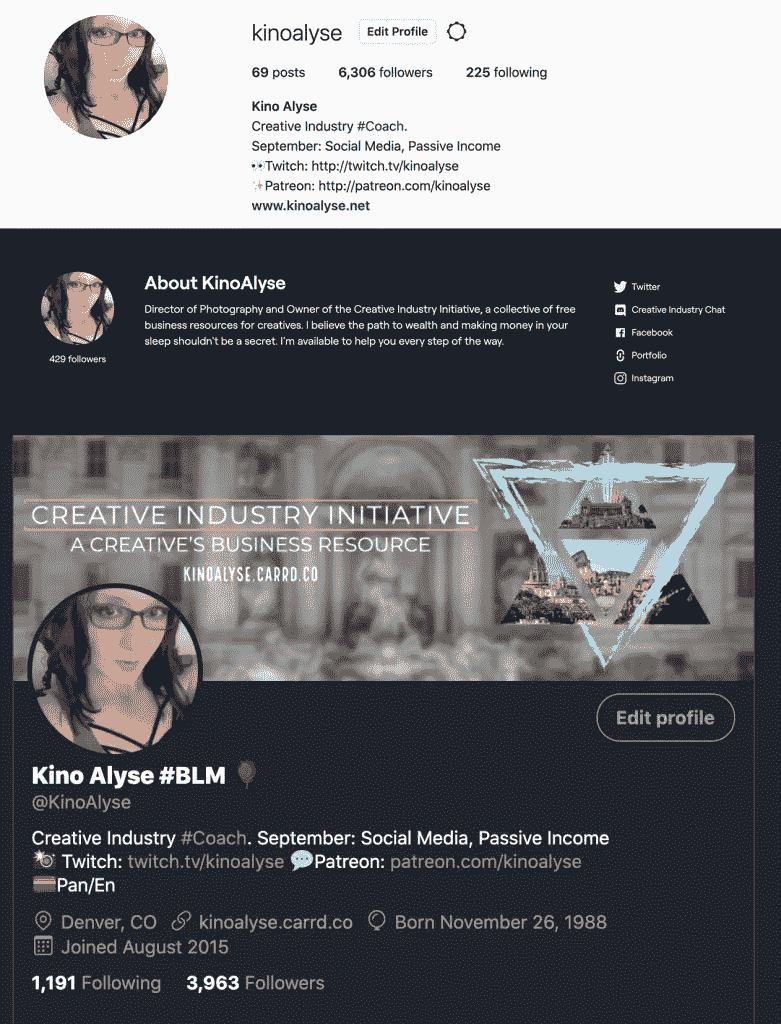 kinoalyse Edit Profile
69 posts 6,306 followers 225 following
Kino Alyse
Creative Industry #Coach.
September: Social Media, Passive Income
👀Twitch: http://twitch.tv/kinoalyse
Patreon: http://patreon.com/kinoalyse
www.kinoalyse.net
About KinoAlyse
Director of Photography and Owner of the Creative Industry Initiative, a collective of free
business resources for creatives. I believe the path to wealth and making money in your
sleep shouldn't be a secret. I'm available to help you every step of the way.
429 followers
Twitter
Creative Industry Chat
Facebook
Portfolio
Instagram
CREATIVE INDUSTRY INITIATIVE
A CREATIVE'S BUSINESS RESOURCE
KINOALYSE.CARRD.CO
Edit profile
Kino Alyse #BLM 🎈
@KinoAlyse
Creative Industry #Coach. September: Social Media, Passive Income
📸 Twitch: twitch.tv/kinoalyse 💬Patreon: patreon.com/kinoalyse
💳Pan/En
Denver, CO kinoalyse.carrd.co Born November 26, 1988
Joined August 2015
1,191 Following 3,963 Followers